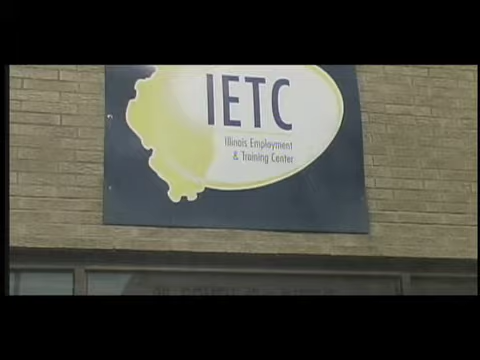 IETC
Illinois Employment
& Training Center